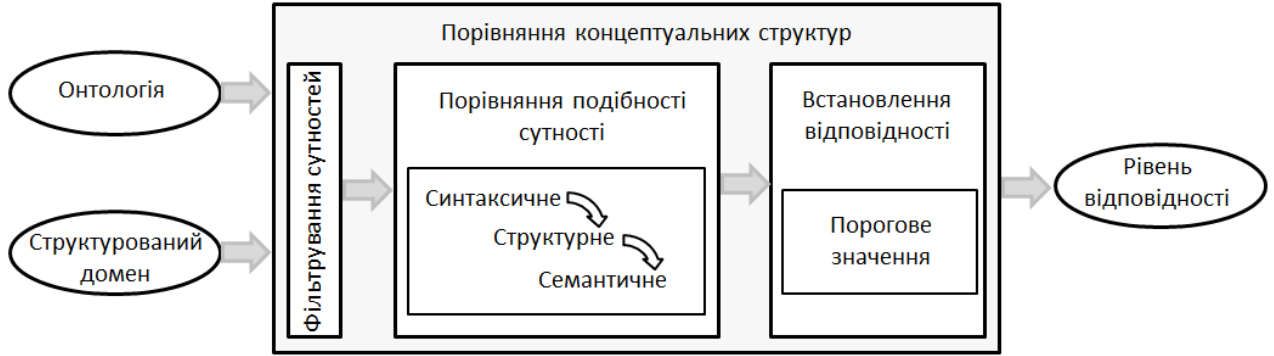 Порівняння концептуальних структур
Онтологія
Структурований
домен
Фільтрування сутностей
Порівняння подібності
сутності
Синтаксичне
Структурне
Семантичне
Встановлення
відповідності
Порогове
значення
Рівень
відповідності